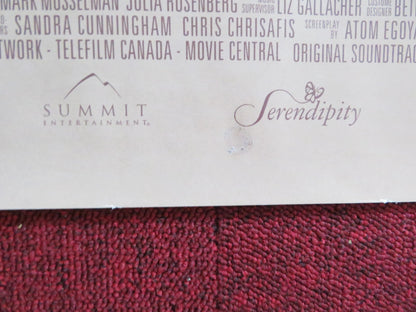 MARK MUSSELMAN JULIA ROSENBERG SUPERVISOR LIZ GALLACHER COSTUME DESIGNER
SANDRA CUNNINGHAM CHRIS CHRISAFIS SCREENPLAY BY ATOM EGOYA
TWORK - TELEFILM CANADA - MOVIE CENTRAL ORIGINAL SOUNDTRA
SUMMIT
ENTERTAINMENT
Serendipity